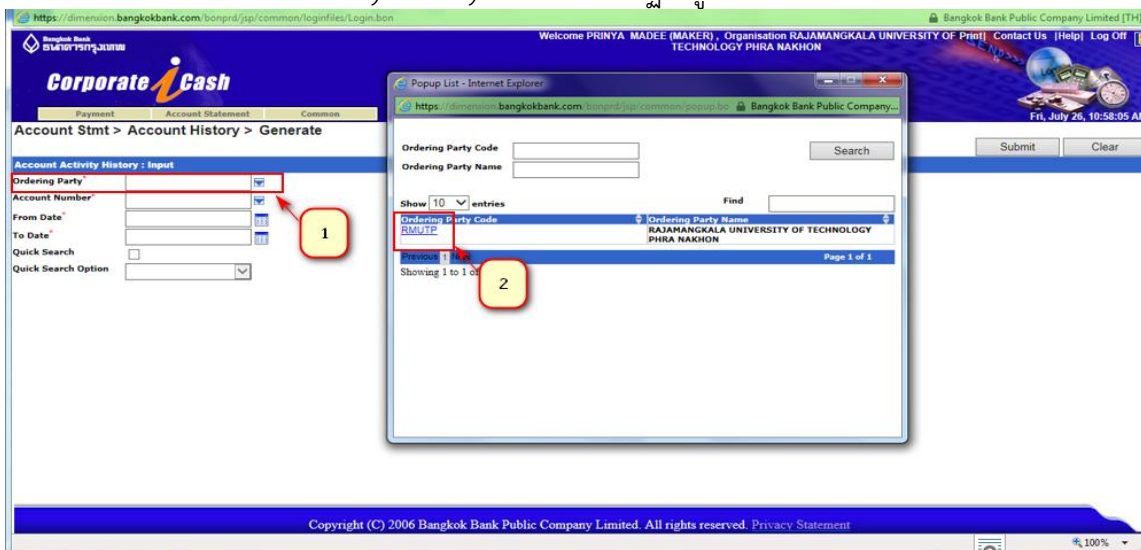 https://dimenxion.bangkokbank.com/bonprd/jsp/common/loginfiles/Login.bon
Bangkok Bank Public Company Limited [TH]
Bangkok Bank
ธนาคารกรุงเทพ
Welcome PRINYA MADEE (MAKER) , Organisation RAJAMANGKALA UNIVERSITY OF
TECHNOLOGY PHRA NAKHON
Print| Contact Us |Help| Log Off
Corporate iCash
Payment Account Statement Common
Fri, July 26, 10:58:05
Account Stmt > Account History > Generate
Submit Clear
Account Activity History : Input
Ordering Party*
Account Number*
From Date*
To Date*
Quick Search
Quick Search Option
1
Popup List - Internet Explorer
https://dimenxion.bangkokbank.com/bonprd/jsp/common/popup.bo Bangkok Bank Public Company...
Ordering Party Code
Search
Ordering Party Name
Show 10 entries
Find
Ordering Party Code Ordering Party Name
RMUTP RAJAMANGKALA UNIVERSITY OF TECHNOLOGY
PHRA NAKHON
Previous 1 Page 1 of 1
Showing 1 to 1
2
Copyright (C) 2006 Bangkok Bank Public Company Limited. All rights reserved. Privacy Statement
100%